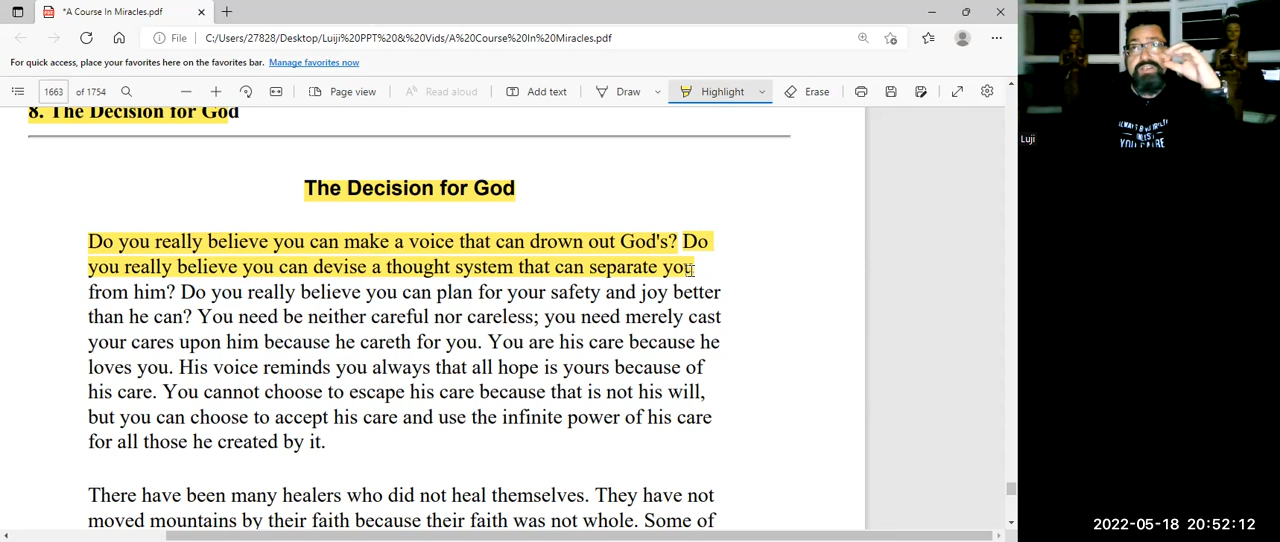 *A Course In Miracles.pdf
File
C:/Users/27828/Desktop/Luiji%20PPT%20&%20Vids/A%20Course%20In%20Miracles.pdf
For quick access, place your favorites here on the favorites bar. Manage favorites now
1663 of 1754
Page view
Read aloud
Add text
Draw
Highlight
Erase
8. The Decision for God
The Decision for God
Do you really believe you can make a voice that can drown out God's? Do
you really believe you can devise a thought system that can separate you
from him? Do you really believe you can plan for your safety and joy better
than he can? You need be neither careful nor careless; you need merely cast
your cares upon him because he careth for you. You are his care because he
loves you. His voice reminds you always that all hope is yours because of
his care. You cannot choose to escape his care because that is not his will,
but you can choose to accept his care and use the infinite power of his care
for all those he created by it.
There have been many healers who did not heal themselves. They have not
moved mountains by their faith because their faith was not whole. Some of
Luji
2022-05-18 20:52:12